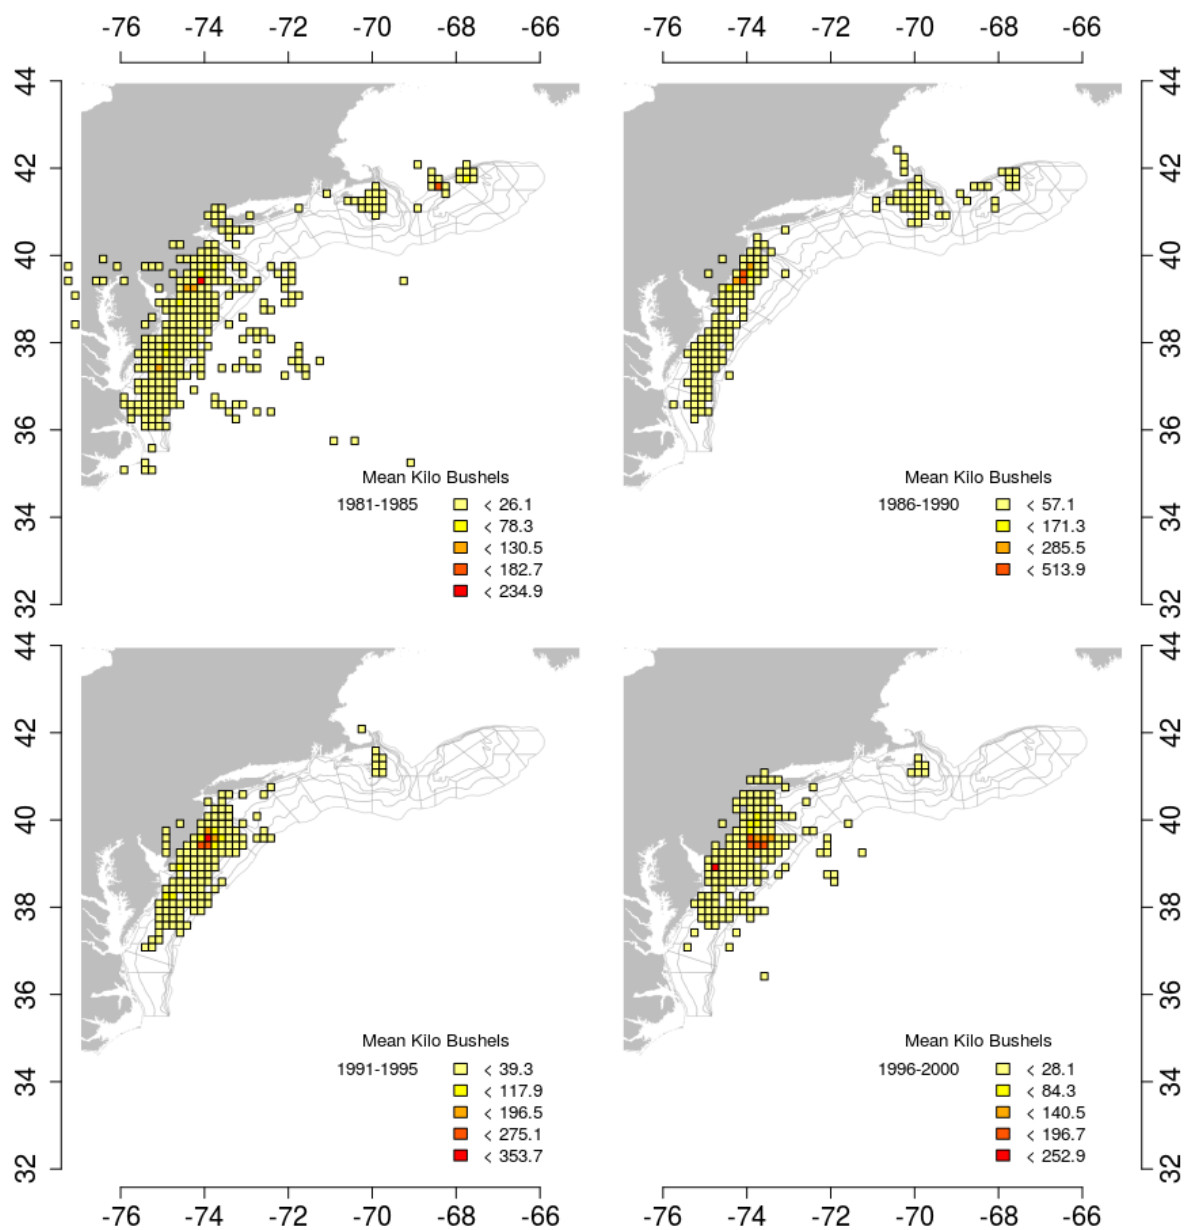 -76 -74 -72 -70 -68 -66 -76 -74 -72 -70 -68 -66
44 44
42 42
40 40
38 38
36 36
Mean Kilo Bushels Mean Kilo Bushels
1981-1985 < 26.1 1986-1990 < 57.1
< 78.3 < 171.3
34 34
< 130.5 < 285.5
< 182.7 < 513.9
< 234.9
32 32
44 44
42 42
40 40
38 38
36 36
Mean Kilo Bushels Mean Kilo Bushels
1991-1995 < 39.3 1996-2000 < 28.1
34 34
< 117.9 < 84.3
< 196.5 < 140.5
< 275.1 < 196.7
< 353.7 < 252.9
32 32
-76 -74 -72 -70 -68 -66 -76 -74 -72 -70 -68 -66